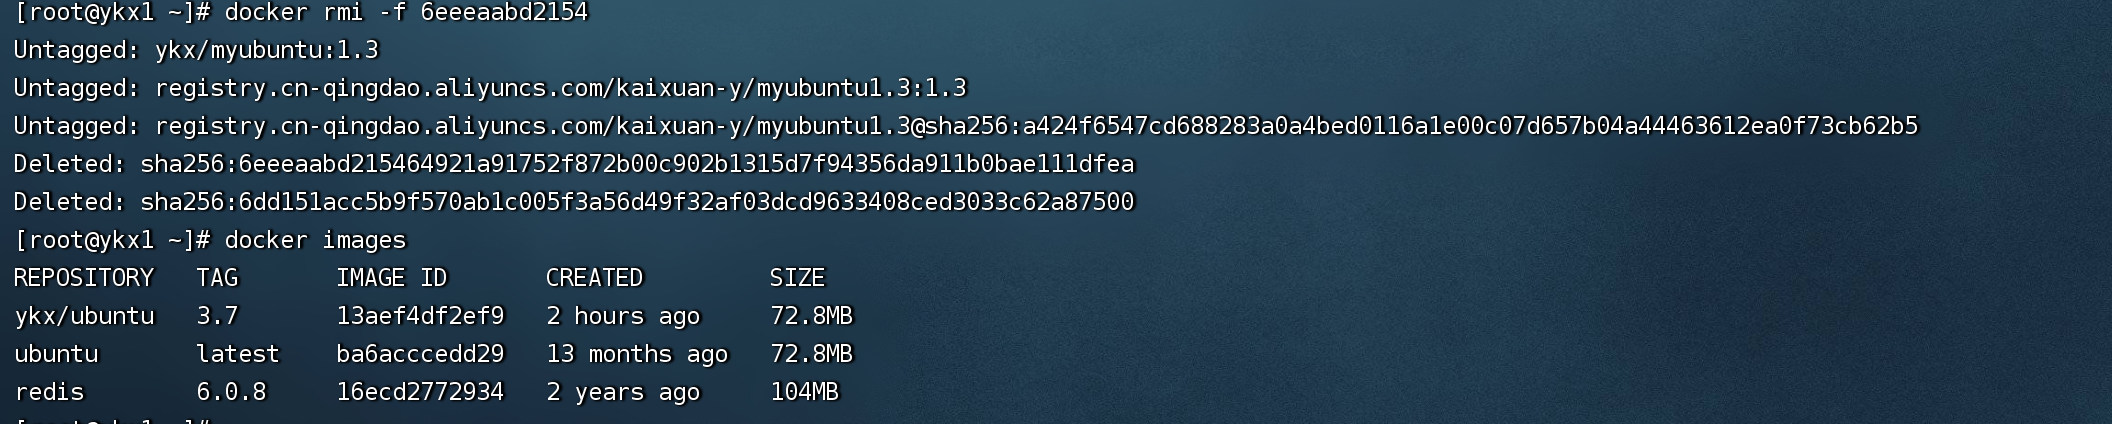 [root@ykx1 ~]# docker rmi -f 6eeeaabd2154
Untagged: ykx/myubuntu:1.3
Untagged: registry.cn-qingdao.aliyuncs.com/kaixuan-y/myubuntu1.3:1.3
Untagged: registry.cn-qingdao.aliyuncs.com/kaixuan-y/myubuntu1.3@sha256:a424f6547cd688283a0a4bed0116a1e00c07d657b04a44463612ea0f73cb62b5
Deleted: sha256:6eeeaabd215464921a91752f872b00c902b1315d7f94356da911b0bae111dfea
Deleted: sha256:6dd151acc5b9f570ab1c005f3a56d49f32af03dcd9633408ced3033c62a87500
[root@ykx1 ~]# docker images
REPOSITORY   TAG       IMAGE ID       CREATED         SIZE
ykx/ubuntu   3.7       13aef4df2ef9   2 hours ago     72.8MB
ubuntu       latest    ba6acccedd29   13 months ago   72.8MB
redis        6.0.8     16ecd2772934   2 years ago     104MB